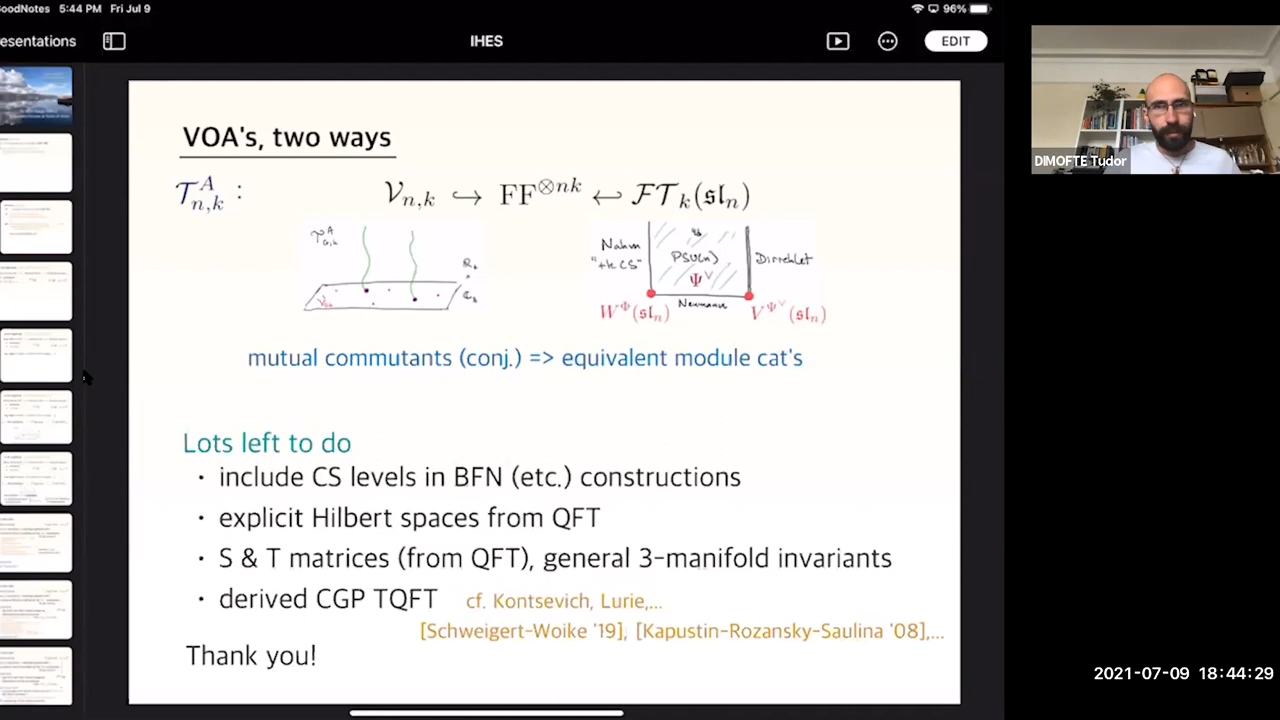 GoodNotes 5:44 PM Fri Jul 9
96%
esentations
IHES
EDIT
VOA's, two ways
𝒯^A_{n,k} : 𝒱_{n,k} ↪ FF^{⊗nk} ↩ ℱ𝒯_k(𝔰𝔩_n)
Nahm
"+k CS"
PSU(n)
Ψ^∨
Dirichlet
Neumann
V^{Ψ^∨}(𝔰𝔩_n)
mutual commutants (conj.) => equivalent module cat's
Lots left to do
· include CS levels in BFN (etc.) constructions
· explicit Hilbert spaces from QFT
· S & T matrices (from QFT), general 3-manifold invariants
· derived CGP TQFT cf. Kontsevich, Lurie,...
[Schweigert-Woike '19], [Kapustin-Rozansky-Saulina '08],...
Thank you!
DIMOFTE Tudor
2021-07-09 18:44:29